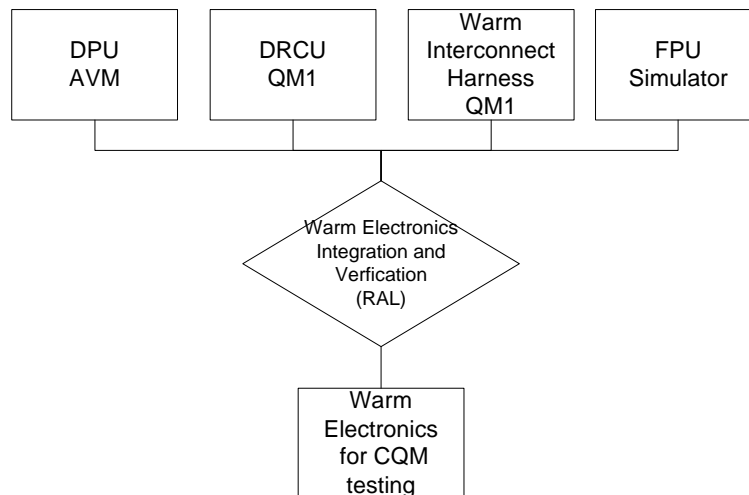 DPU
AVM
DRCU
QM1
Warm
Interconnect
Harness
QM1
FPU
Simulator
Warm Electronics
Integration and
Verfication
(RAL)
Warm
Electronics
for CQM
testing